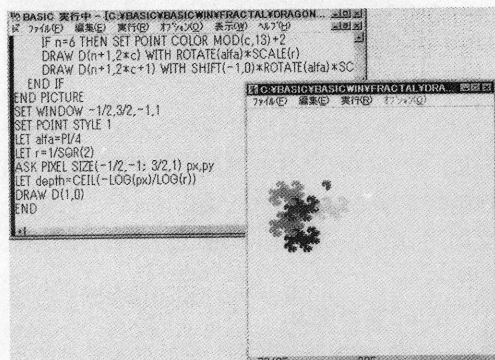 BASIC 実行中 - [C:¥BASIC¥BASICWIN¥FRACTAL¥DRAGON...
ファイル(F) 編集(E) 実行(R) オプション(O) 表示(W) ヘルプ(H)
IF n=6 THEN SET POINT COLOR MOD(c,13)+2
DRAW D(n+1,2*c) WITH ROTATE(alfa)*SCALE(r)
DRAW D(n+1,2*c+1) WITH SHIFT(-1,0)*ROTATE(alfa)*SC
END IF
END PICTURE
SET WINDOW -1/2,3/2,-1,1
SET POINT STYLE 1
LET alfa=PI/4
LET r=1/SQR(2)
ASK PIXEL SIZE(-1/2,-1; 3/2,1) px,py
LET depth=CEIL(-LOG(px)/LOG(r))
DRAW D(1,0)
END
C:¥BASIC¥BASICWIN¥FRACTAL¥DRA...
ファイル(F) 編集(E) 実行(R) オプション(O)